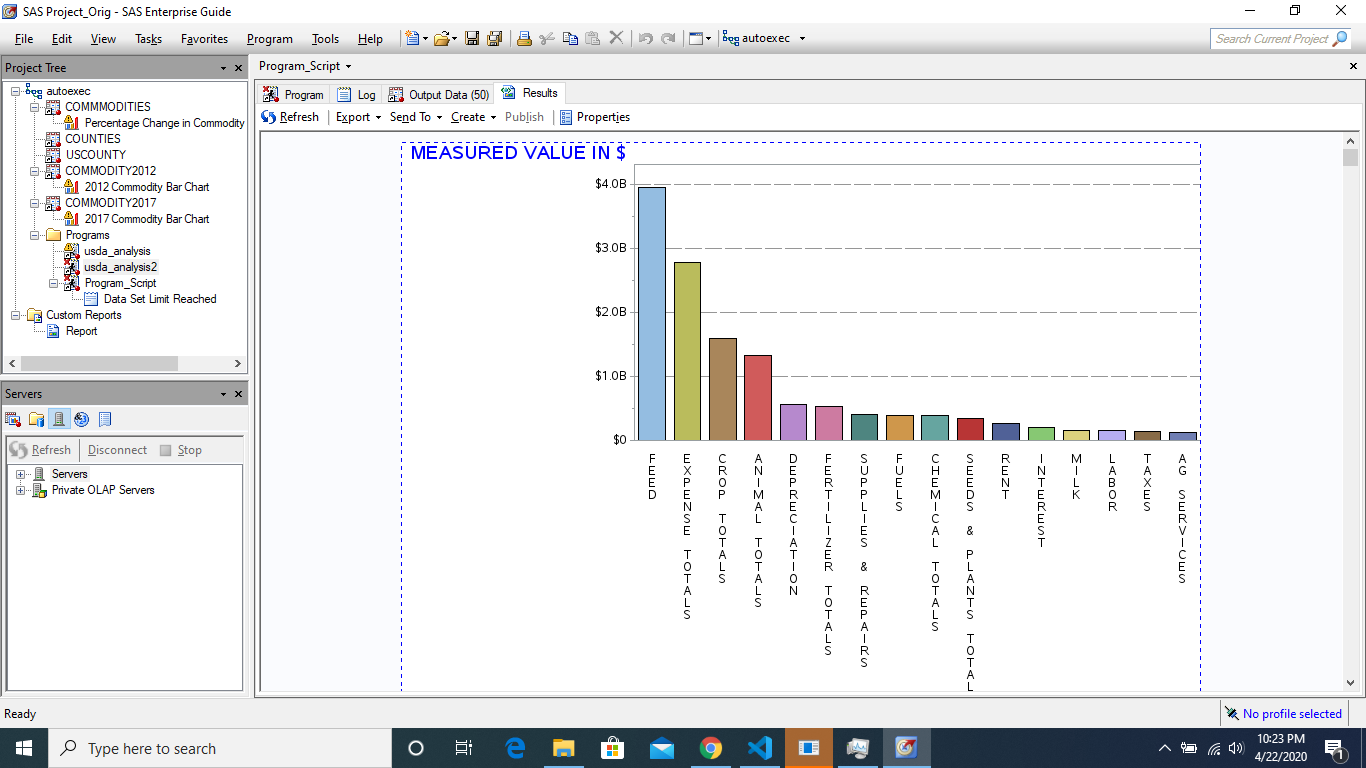 SAS Project_Orig - SAS Enterprise Guide
File Edit View Tasks Favorites Program Tools Help autoexec Search Current Project
Project Tree
autoexec
COMMMODITIES
Percentage Change in Commodity
COUNTIES
USCOUNTY
COMMODITY2012
2012 Commodity Bar Chart
COMMODITY2017
2017 Commodity Bar Chart
Programs
usda_analysis
usda_analysis2
Program_Script
Data Set Limit Reached
Custom Reports
Report
Servers
Refresh Disconnect Stop
Servers
Private OLAP Servers
Program_Script
Program Log Output Data (50) Results
Refresh Export Send To Create Publish Properties
MEASURED VALUE IN $
$4.0B
$3.0B
$2.0B
$1.0B
$0
FEED
EXPENSE TOTALS
CROP TOTALS
ANIMAL TOTALS
DEPRECIATION
FERTILIZER TOTALS
SUPPLIES & REPAIRS
FUELS
CHEMICAL TOTALS
SEEDS & PLANTS TOTAL
RENT
INTEREST
MILK
LABOR
TAXES
AG SERVICES
Ready
No profile selected
Type here to search
10:23 PM
4/22/2020
1